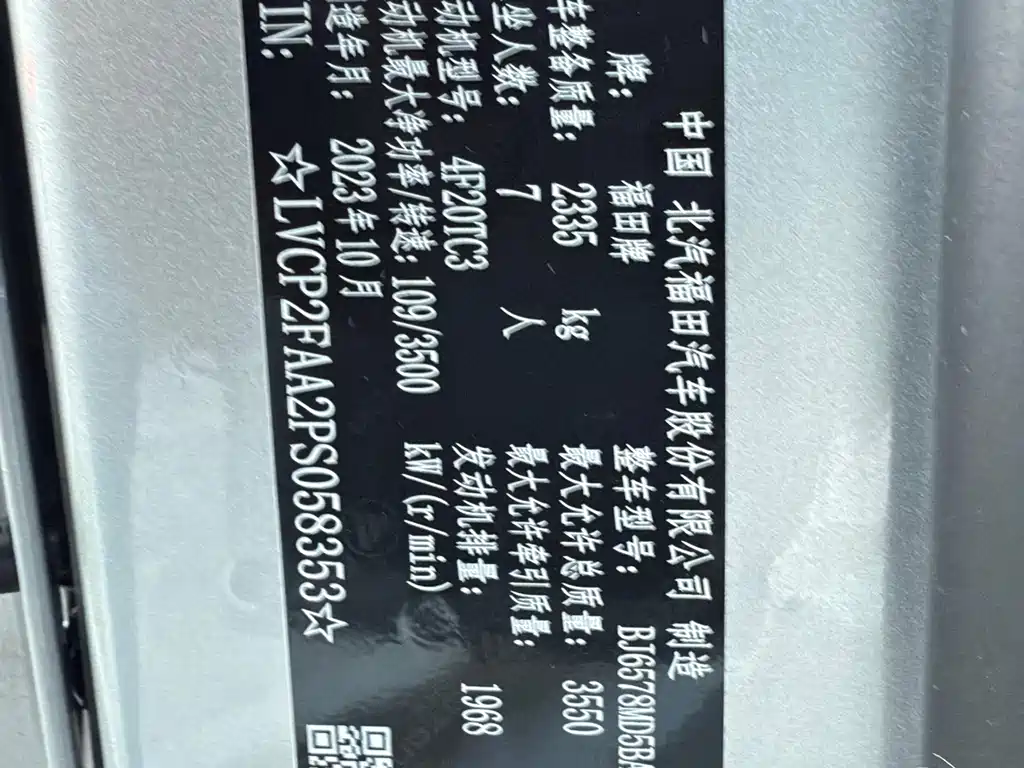 中国 北汽福田汽车股份有限公司 制造
牌: 福田牌 整车型号: BJ6578MD5BA
车整备质量: 2335 kg 最大允许总质量: 3550
坐人数: 7 人 最大允许牵引质量:
动机型号: 4F20TC3 发动机排量: 1968
动机最大净功率/转速: 109/3500 kW/(r/min)
造年月: 2023年10月
IN: ☆LVCP2FAA2PS058353☆